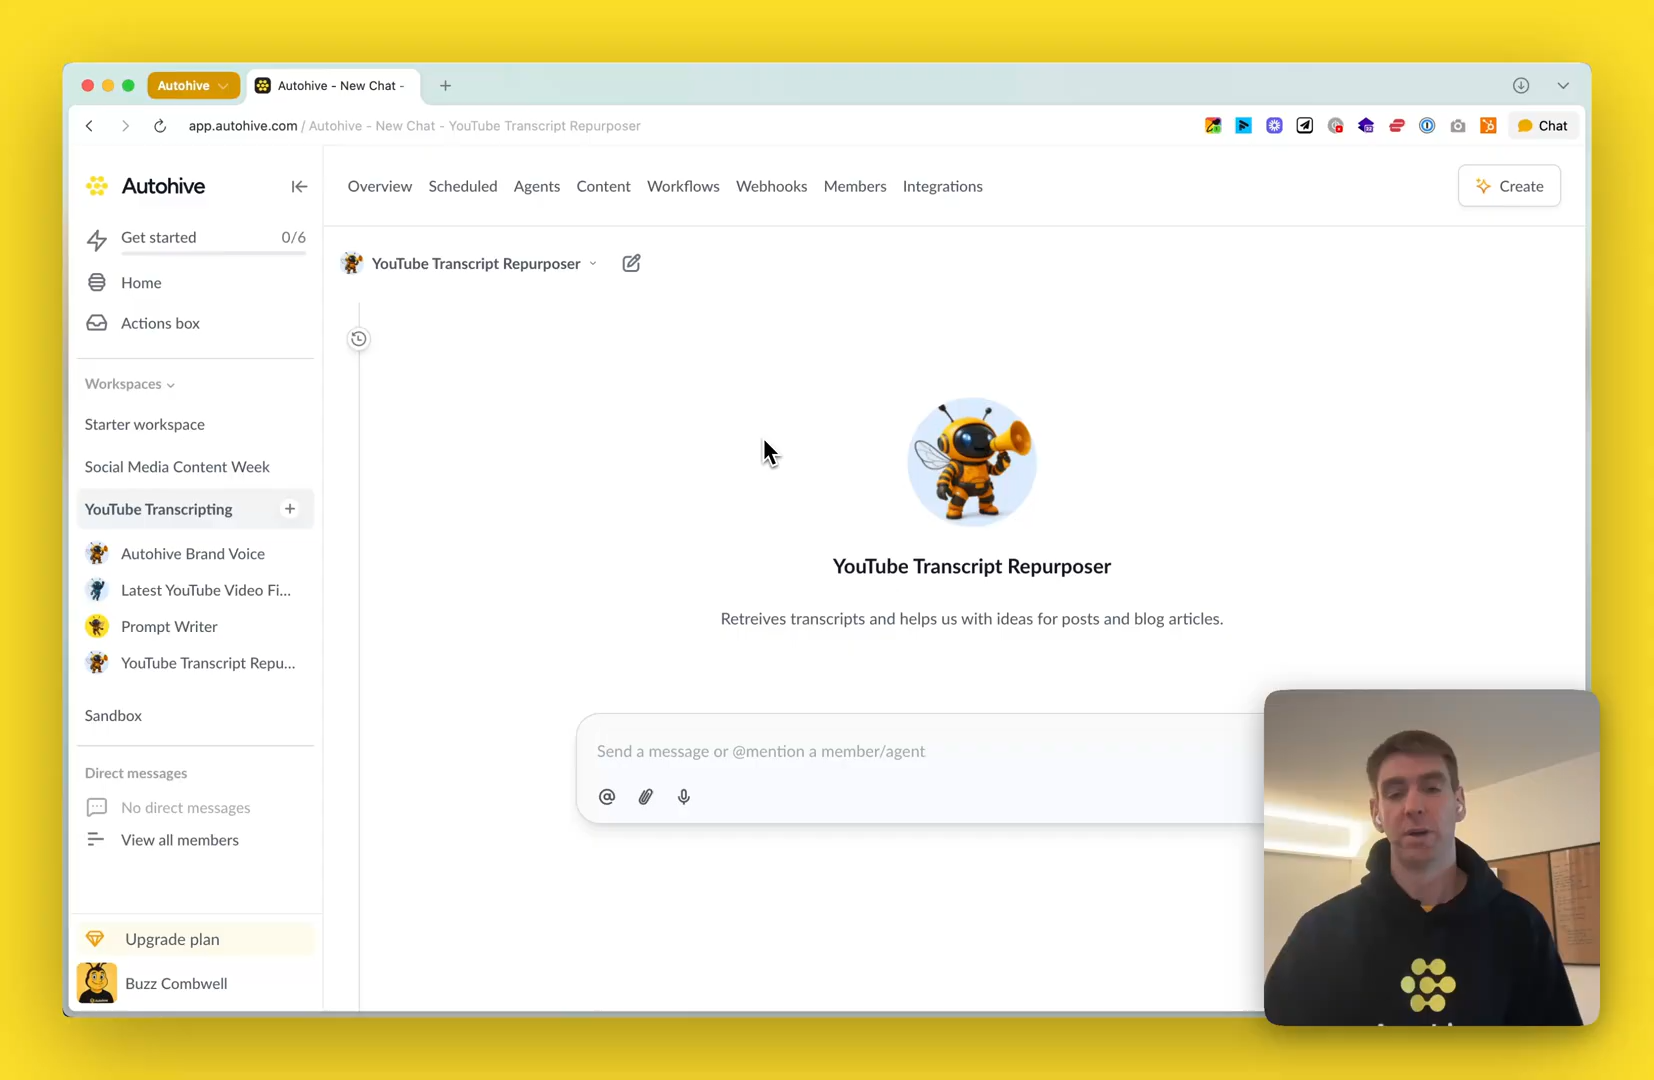 Autohive
Autohive - New Chat -
app.autohive.com / Autohive - New Chat - YouTube Transcript Repurposer
Chat
Autohive
Overview Scheduled Agents Content Workflows Webhooks Members Integrations
Create
Get started 0/6
Home
Actions box
YouTube Transcript Repurposer
Workspaces
Starter workspace
Social Media Content Week
YouTube Transcripting
Autohive Brand Voice
Latest YouTube Video Fi...
Prompt Writer
YouTube Transcript Repu...
Sandbox
YouTube Transcript Repurposer
Retreives transcripts and helps us with ideas for posts and blog articles.
Send a message or @mention a member/agent
Direct messages
No direct messages
View all members
Upgrade plan
Buzz Combwell